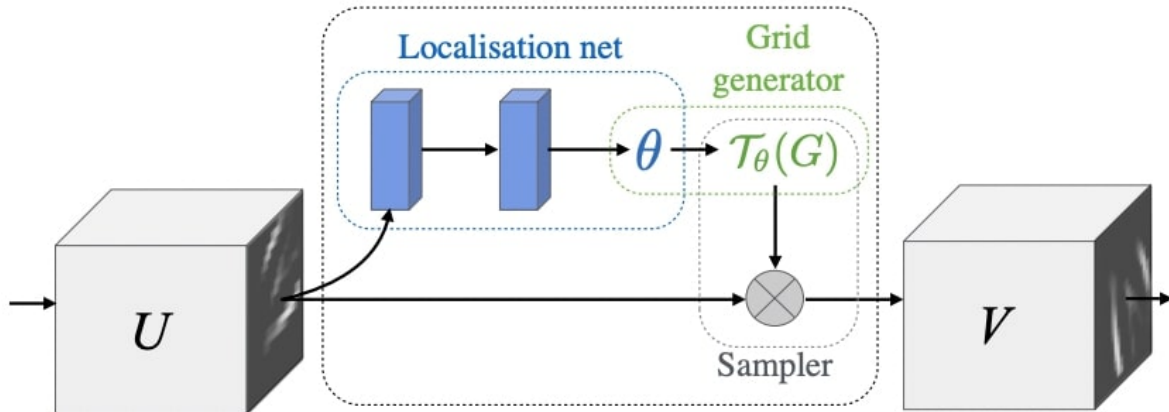 Localisation net
Grid
generator
θ
𝒯θ(G)
U
V
Sampler